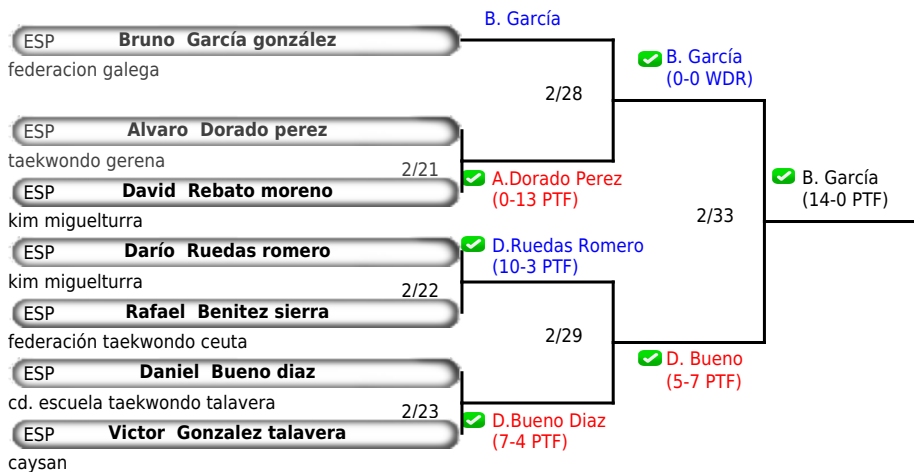 B. García
ESP Bruno García gonzález
federacion galega
B. García
(0-0 WDR)
2/28
ESP Alvaro Dorado perez
taekwondo gerena
2/21
ESP David Rebato moreno
A.Dorado Perez
(0-13 PTF)
B. García
(14-0 PTF)
kim miguelturra
2/33
ESP Darío Ruedas romero
D.Ruedas Romero
(10-3 PTF)
kim miguelturra
2/22
ESP Rafael Benitez sierra
federación taekwondo ceuta
2/29
ESP Daniel Bueno diaz
D. Bueno
(5-7 PTF)
cd. escuela taekwondo talavera
2/23
ESP Victor Gonzalez talavera
D.Bueno Diaz
(7-4 PTF)
caysan